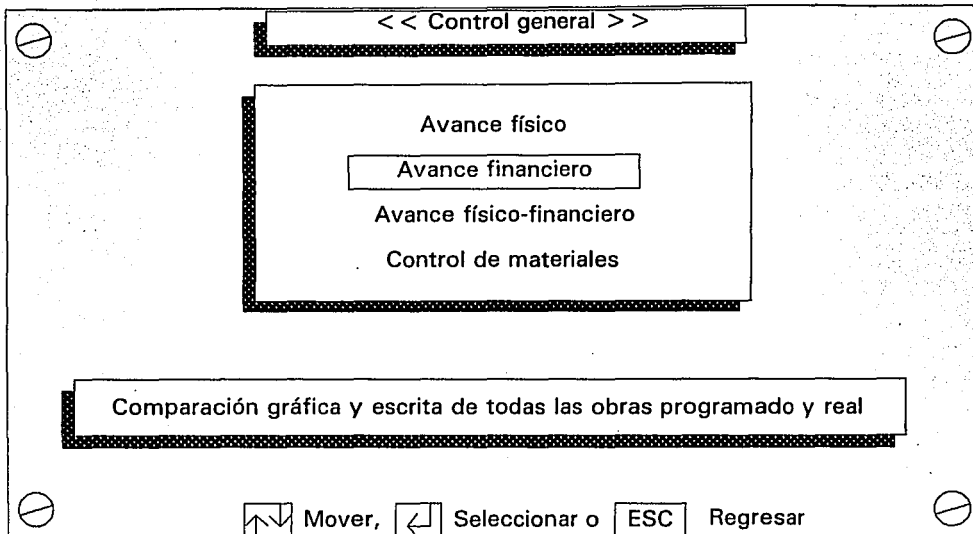 < < Control general > >
Avance físico
Avance financiero
Avance físico-financiero
Control de materiales
Comparación gráfica y escrita de todas las obras programado y real
Mover, Seleccionar o ESC Regresar